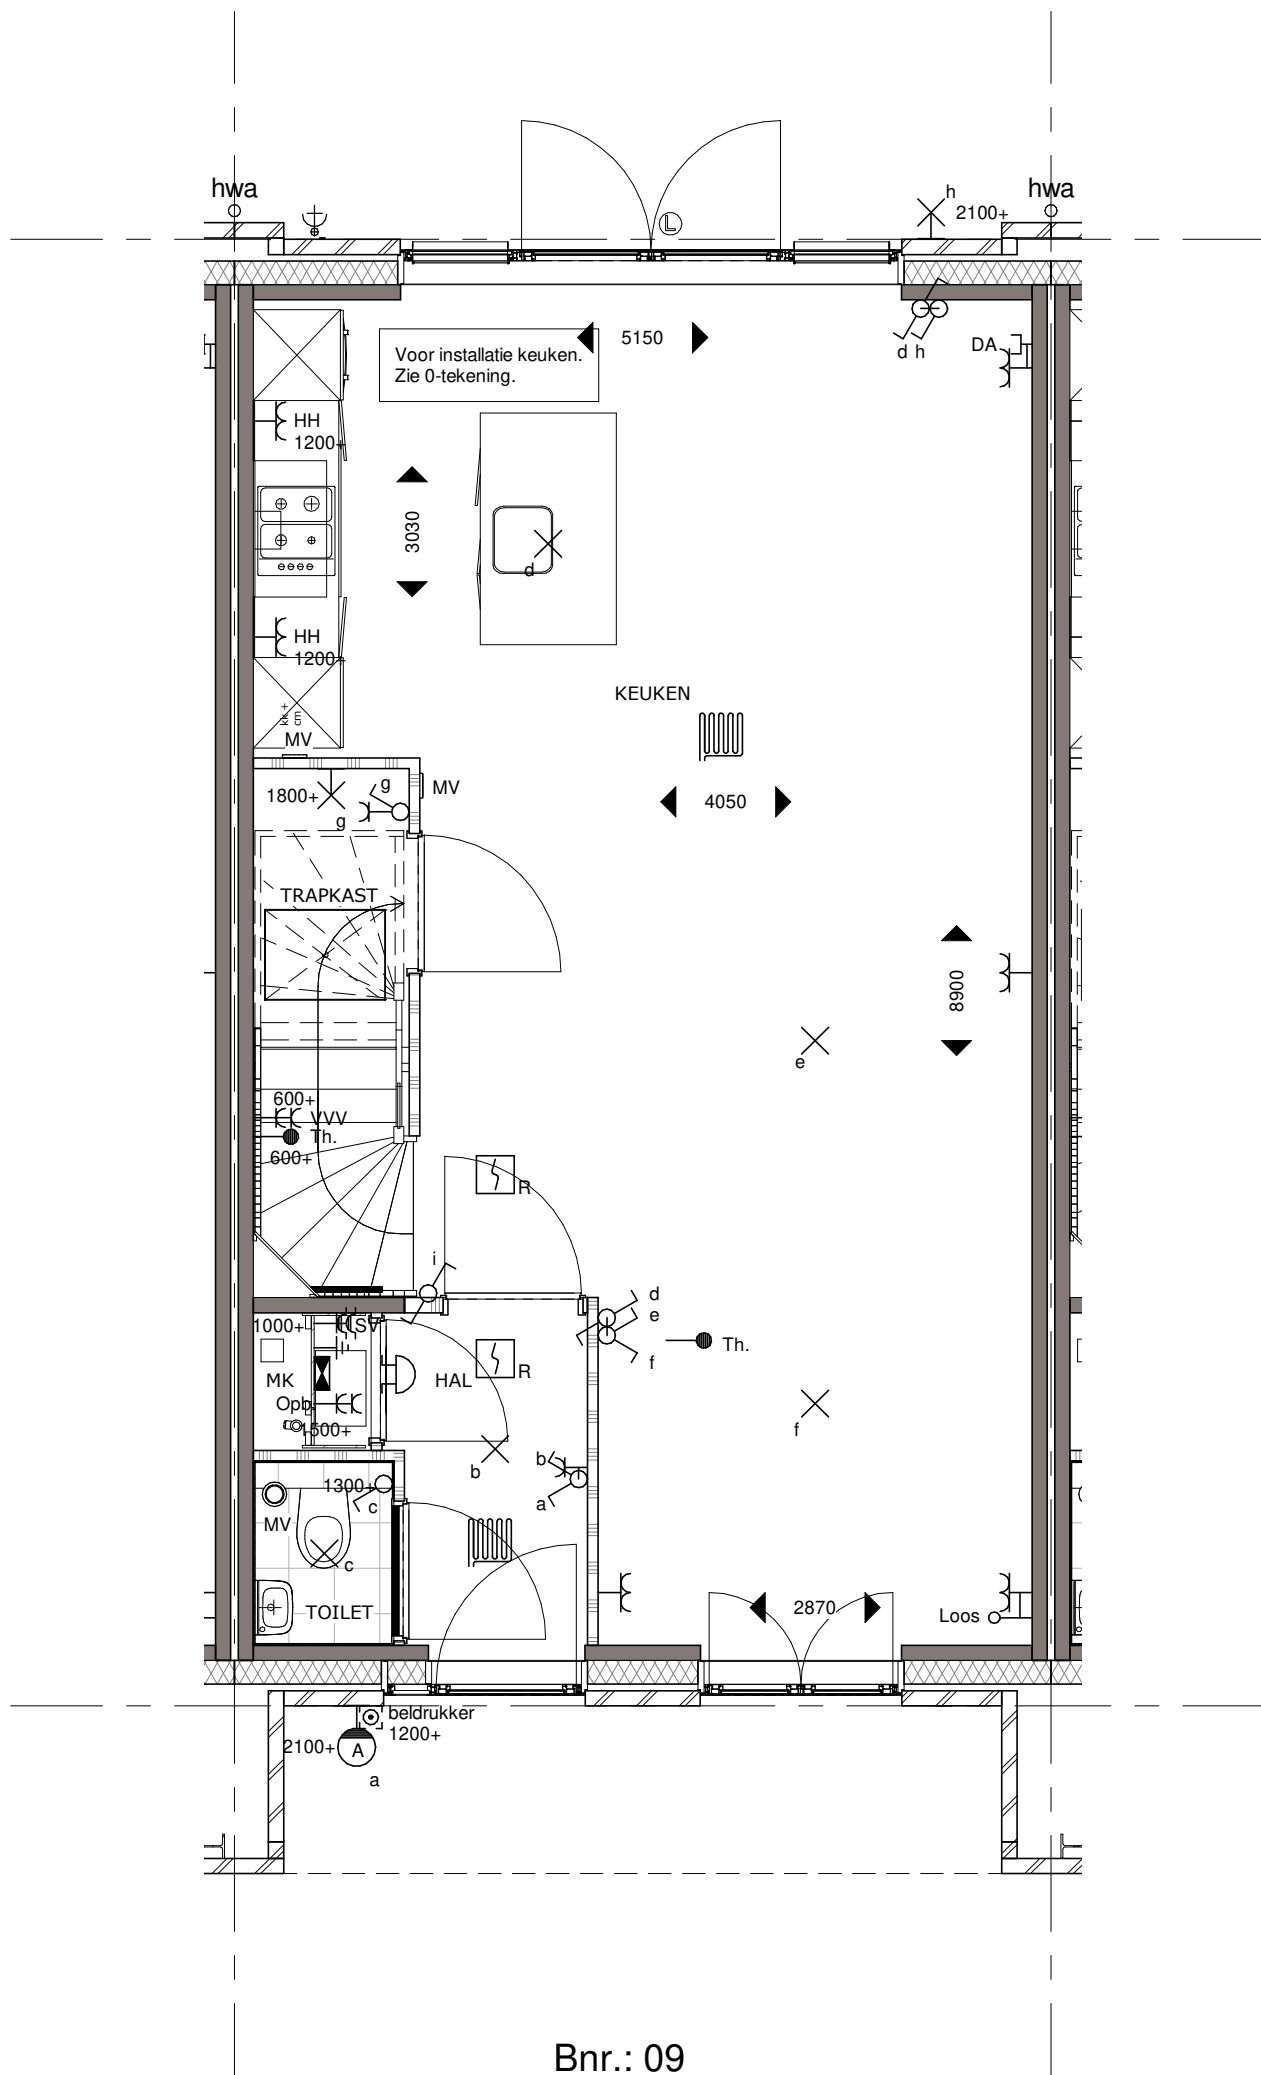 hwa
hwa
h
2100+
L
5150
Voor installatie keuken.
Zie 0-tekening.
d h
DA
HH
1200+
3030
d
HH
1200+
KEUKEN
kk +
cm
MV
1800+
g
g
MV
4050
TRAPKAST
8900
e
600+
VVV
Th.
600+
R
i
d
e
f
Th.
1000+
SV
R
MK
HAL
Opb.
1500+
f
b
b
a
1300+
c
MV
c
TOILET
2870
Loos
beldrukker
1200+
2100+
A
a
Bnr.: 09